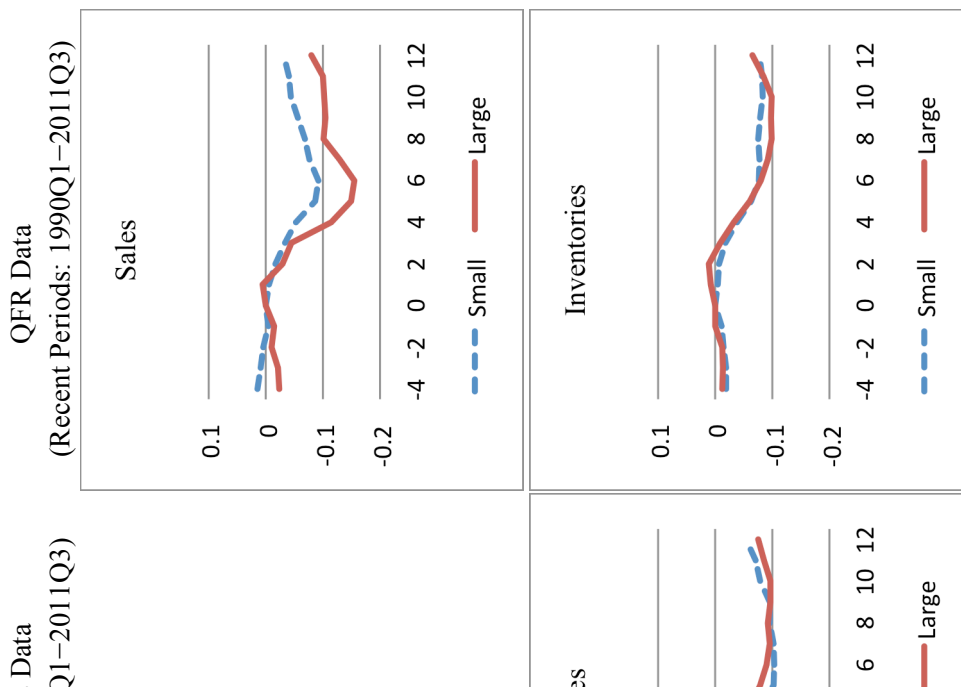 QFR Data
(Recent Periods: 1990Q1–2011Q3)
Sales
0.1
0
-0.1
-0.2
-4 -2 0 2 4 6 8 10 12
Small Large
Inventories
0.1
0
-0.1
-0.2
-4 -2 0 2 4 6 8 10 12
Small Large
Data
Q1–2011Q3)
es
6 8 10 12
Large